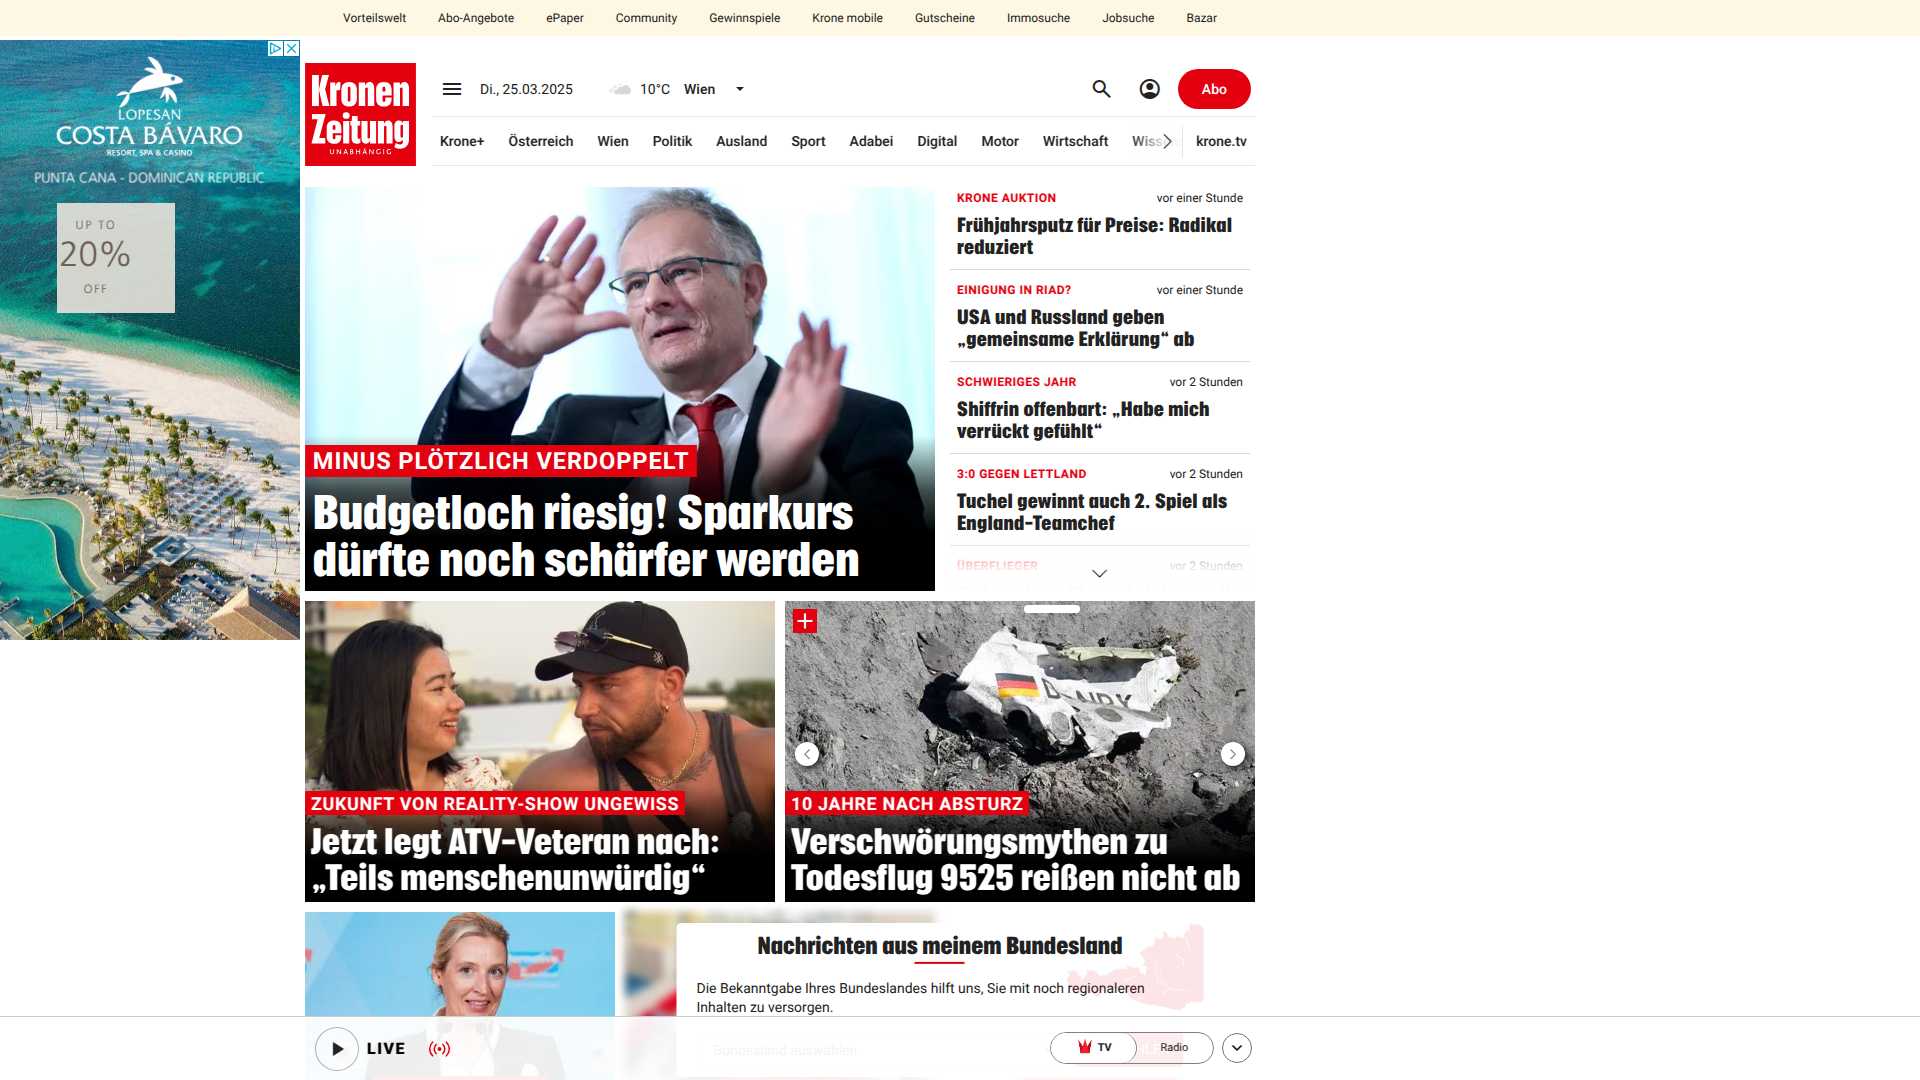 Vorteilswelt Abo-Angebote ePaper Community Gewinnspiele Krone mobile Gutscheine Immosuche Jobsuche Bazar
LOPESAN
COSTA BÁVARO
RESORT, SPA & CASINO
PUNTA CANA - DOMINICAN REPUBLIC
UP TO
20%
OFF
Kronen
Zeitung
UNABHÄNGIG
Di., 25.03.2025 10°C Wien
Abo
Krone+ Österreich Wien Politik Ausland Sport Adabei Digital Motor Wirtschaft Wiss krone.tv
MINUS PLÖTZLICH VERDOPPELT
Budgetloch riesig! Sparkurs
dürfte noch schärfer werden
KRONE AUKTION vor einer Stunde
Frühjahrsputz für Preise: Radikal
reduziert
EINIGUNG IN RIAD? vor einer Stunde
USA und Russland geben
„gemeinsame Erklärung“ ab
SCHWIERIGES JAHR vor 2 Stunden
Shiffrin offenbart: „Habe mich
verrückt gefühlt“
3:0 GEGEN LETTLAND vor 2 Stunden
Tuchel gewinnt auch 2. Spiel als
England-Teamchef
ÜBERFLIEGER vor 2 Stunden
ZUKUNFT VON REALITY-SHOW UNGEWISS
Jetzt legt ATV-Veteran nach:
„Teils menschenunwürdig“
10 JAHRE NACH ABSTURZ
Verschwörungsmythen zu
Todesflug 9525 reißen nicht ab
Nachrichten aus meinem Bundesland
Die Bekanntgabe Ihres Bundeslandes hilft uns, Sie mit noch regionaleren
Inhalten zu versorgen.
Bundesland auswählen
LIVE
TV Radio